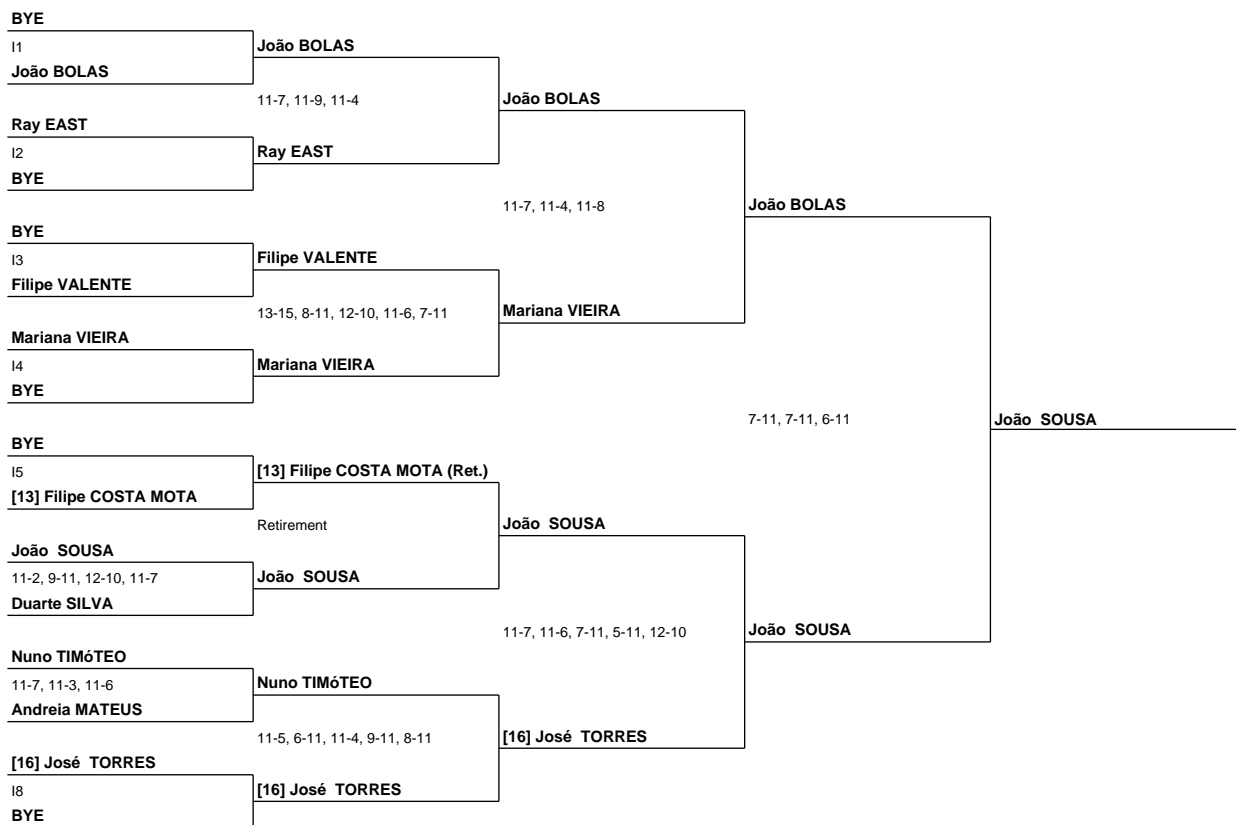 BYE
I1
João BOLAS
João BOLAS
11-7, 11-9, 11-4
João BOLAS
Ray EAST
I2
Ray EAST
BYE
11-7, 11-4, 11-8
João BOLAS
BYE
I3
Filipe VALENTE
Filipe VALENTE
13-15, 8-11, 12-10, 11-6, 7-11
Mariana VIEIRA
Mariana VIEIRA
I4
Mariana VIEIRA
BYE
7-11, 7-11, 6-11
João SOUSA
BYE
I5
[13] Filipe COSTA MOTA (Ret.)
[13] Filipe COSTA MOTA
Retirement
João SOUSA
João SOUSA
11-2, 9-11, 12-10, 11-7
João SOUSA
Duarte SILVA
11-7, 11-6, 7-11, 5-11, 12-10
João SOUSA
Nuno TIMóTEO
11-7, 11-3, 11-6
Nuno TIMóTEO
Andreia MATEUS
11-5, 6-11, 11-4, 9-11, 8-11
[16] José TORRES
[16] José TORRES
I8
[16] José TORRES
BYE